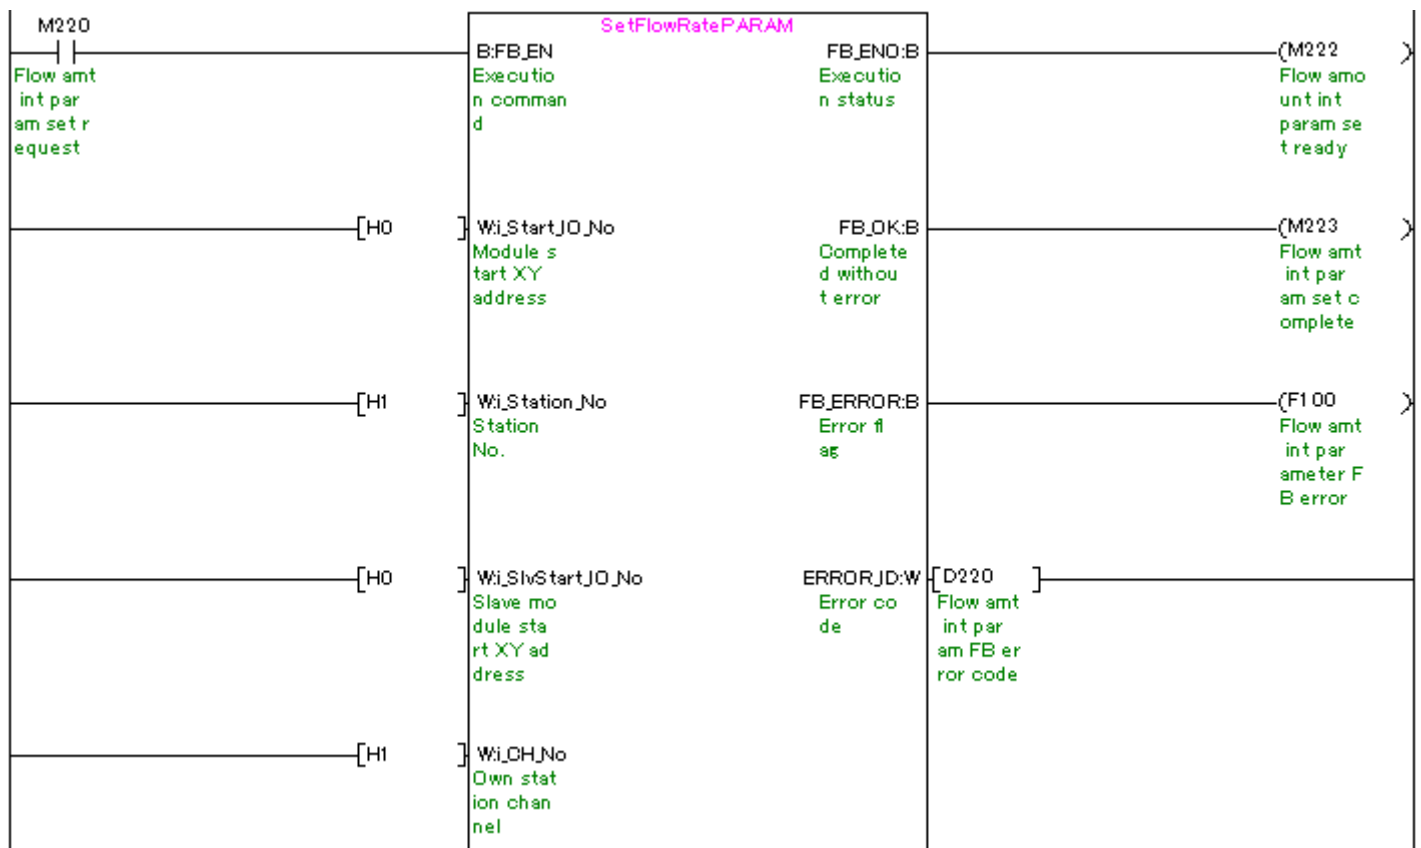 M220
SetFlowRatePARAM
B:FB_EN
FB_ENO:B
(M222 )
Flow amt
int par
am set r
equest
Executio
n comman
d
Executio
n status
Flow amo
unt int
param se
t ready
[H0 ]
W:i_Start_IO_No
FB_OK:B
(M223 )
Module s
tart XY
address
Complete
d withou
t error
Flow amt
int par
am set c
omplete
[H1 ]
W:i_Station_No
FB_ERROR:B
(F100 )
Station
No.
Error fl
ag
Flow amt
int par
ameter F
B error
[H0 ]
W:i_SlvStart_IO_No
ERROR_ID:W
[D220 ]
Slave mo
dule sta
rt XY ad
dress
Error co
de
Flow amt
int par
am FB er
ror code
[H1 ]
W:i_CH_No
Own stat
ion chan
nel